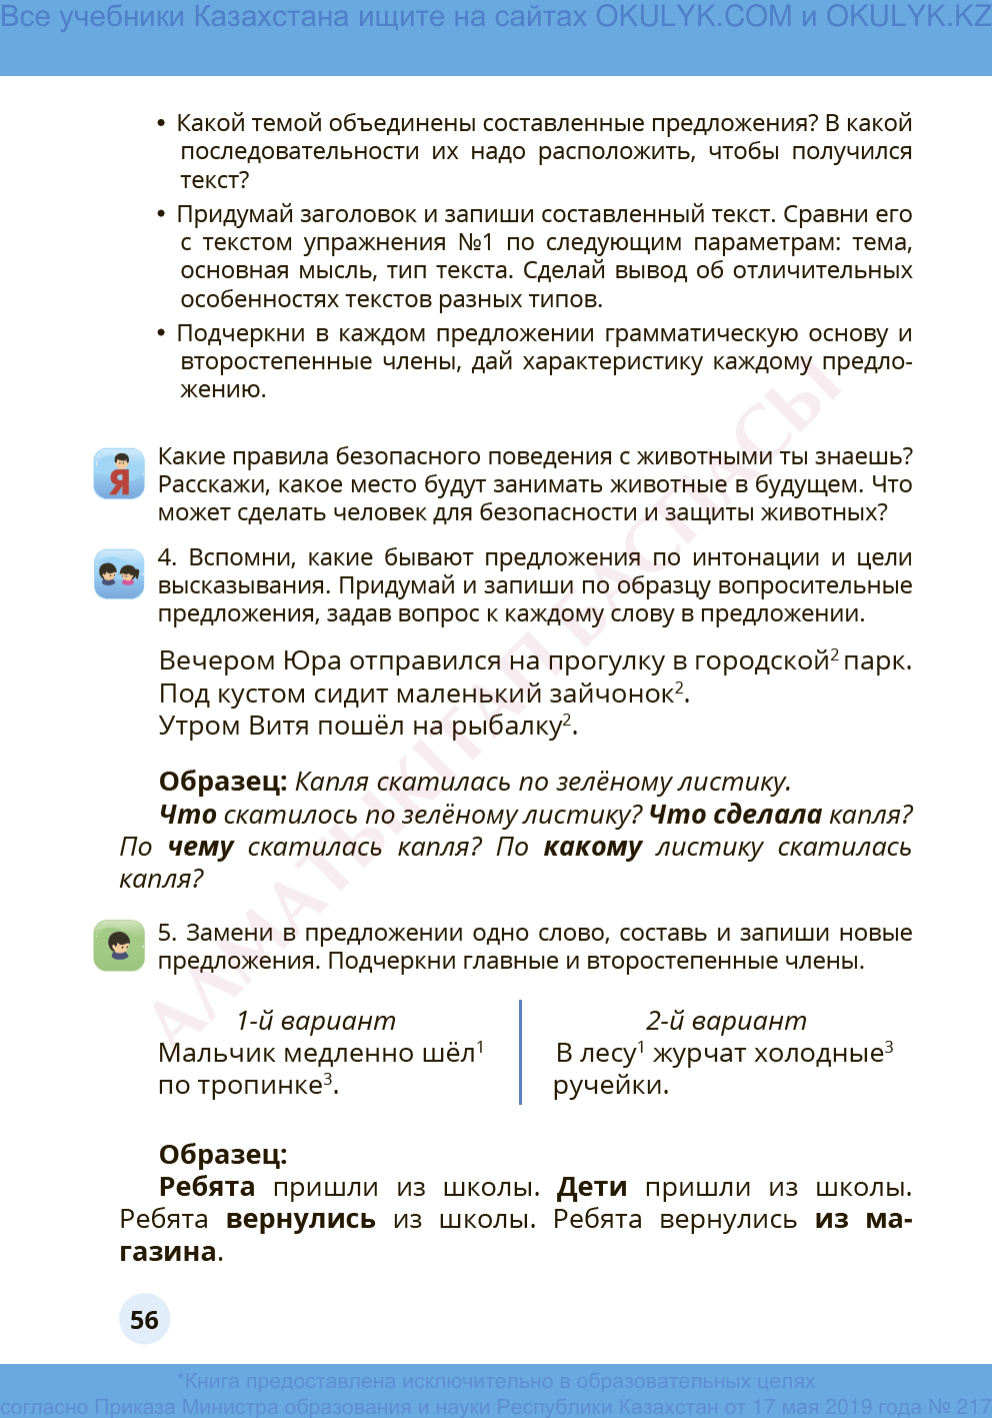 Все учебники Казахстана ищите на сайтах OKULYK.COM и OKULYK.KZ
• Какой темой объединены составленные предложения? В какой
последовательности их надо расположить, чтобы получился
текст?
• Придумай заголовок и запиши составленный текст. Сравни его
с текстом упражнения №1 по следующим параметрам: тема,
основная мысль, тип текста. Сделай вывод об отличительных
особенностях текстов разных типов.
• Подчеркни в каждом предложении грамматическую основу и
второстепенные члены, дай характеристику каждому предло-
жению.
Я
Какие правила безопасного поведения с животными ты знаешь?
Расскажи, какое место будут занимать животные в будущем. Что
может сделать человек для безопасности и защиты животных?
4. Вспомни, какие бывают предложения по интонации и цели
высказывания. Придумай и запиши по образцу вопросительные
предложения, задав вопрос к каждому слову в предложении.
Вечером Юра отправился на прогулку в городской² парк.
Под кустом сидит маленький зайчонок².
Утром Витя пошёл на рыбалку².
Образец: Капля скатилась по зелёному листику.
Что скатилось по зелёному листику? Что сделала капля?
По чему скатилась капля? По какому листику скатилась
капля?
5. Замени в предложении одно слово, составь и запиши новые
предложения. Подчеркни главные и второстепенные члены.
1-й вариант
Мальчик медленно шёл¹
по тропинке³.
2-й вариант
В лесу¹ журчат холодные³
ручейки.
Образец:
Ребята пришли из школы. Дети пришли из школы.
Ребята вернулись из школы. Ребята вернулись из ма-
газина.
56
АЛМАТЫКІТАП БАСПАСЫ
*Книга предоставлена исключительно в образовательных целях
согласно Приказа Министра образования и науки Республики Казахстан от 17 мая 2019 года № 217